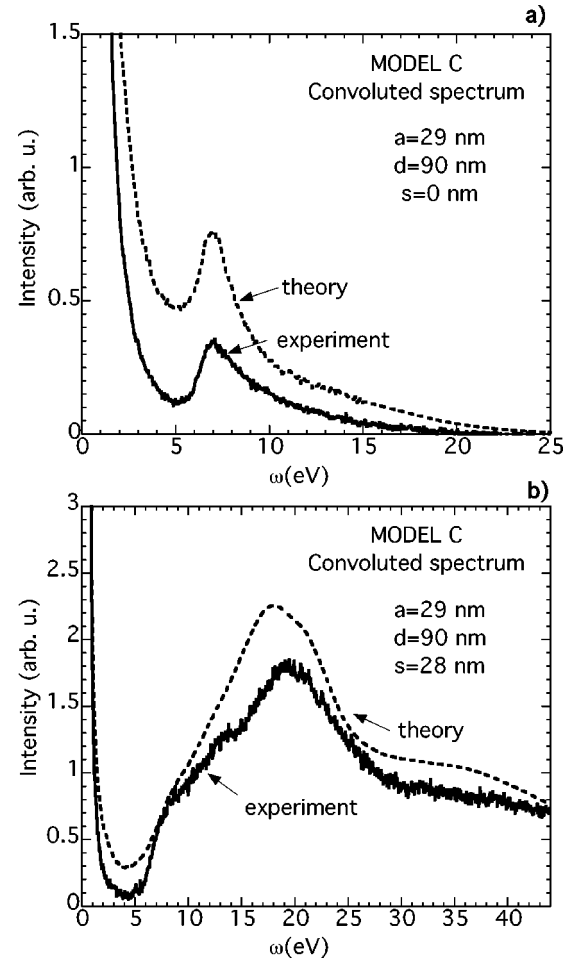 a)
1.5
1
0.5
0
Intensity (arb. u.)
MODEL C
Convoluted spectrum
a=29 nm
d=90 nm
s=0 nm
theory
experiment
0 5 10 15 20 25
ω(eV)
b)
3
2.5
2
1.5
1
0.5
0
Intensity (arb. u.)
MODEL C
Convoluted spectrum
a=29 nm
d=90 nm
s=28 nm
theory
experiment
0 5 10 15 20 25 30 35 40
ω(eV)